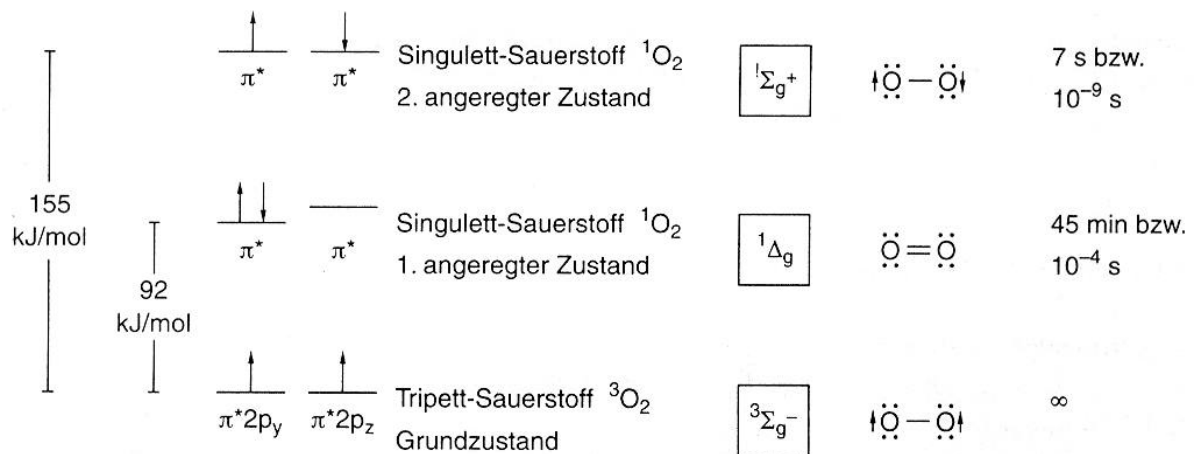 Singulett-Sauerstoff ¹O₂
7 s bzw.
π* π*
2. angeregter Zustand
!Σg⁺
↑Ö – Ö↓
10⁻⁹ s
155
kJ/mol
Singulett-Sauerstoff ¹O₂
45 min bzw.
π* π*
1. angeregter Zustand
¹Δg
Ö=Ö
10⁻⁴ s
92
kJ/mol
Tripett-Sauerstoff ³O₂
∞
π*2py π*2pz
Grundzustand
³Σg⁻
↑Ö – Ö↑